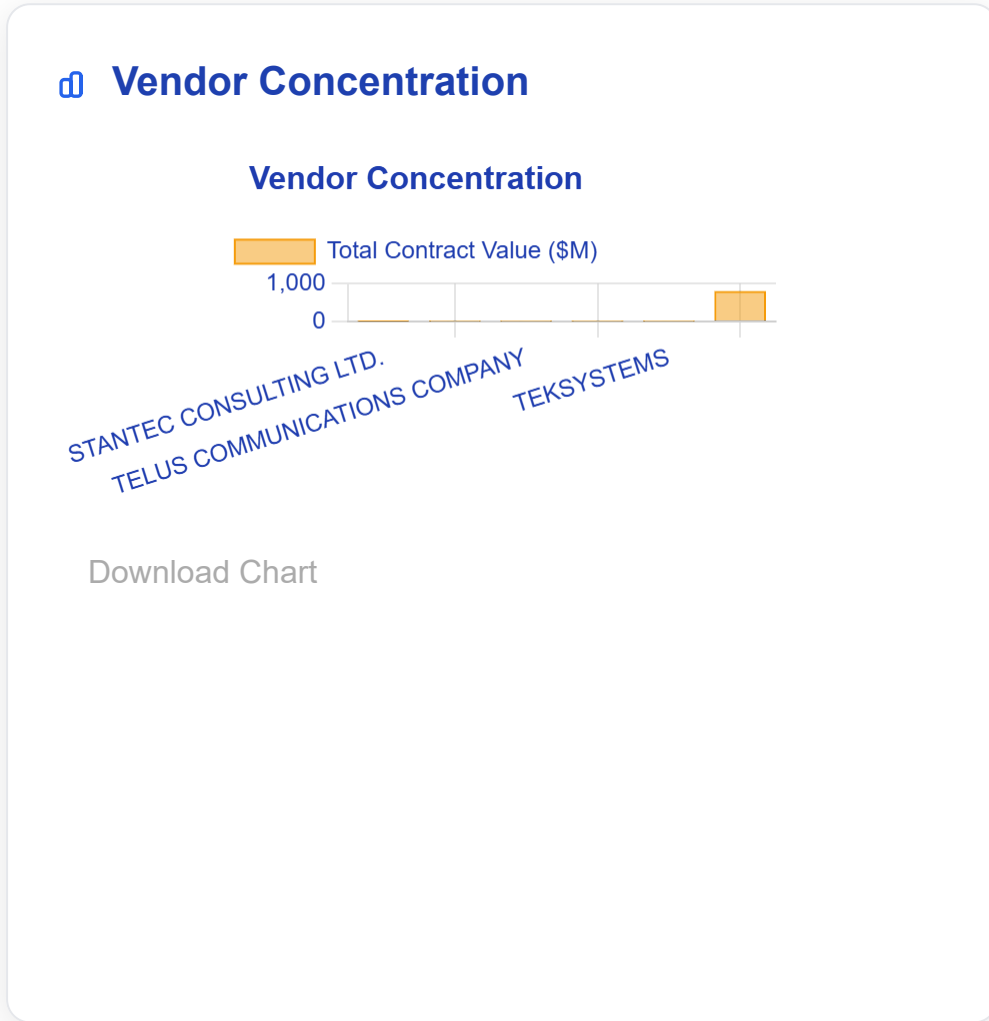 Vendor Concentration
Vendor Concentration
Total Contract Value ($M)
1,000
0
STANTEC CONSULTING LTD.
TELUS COMMUNICATIONS COMPANY
TEKSYSTEMS
Download Chart